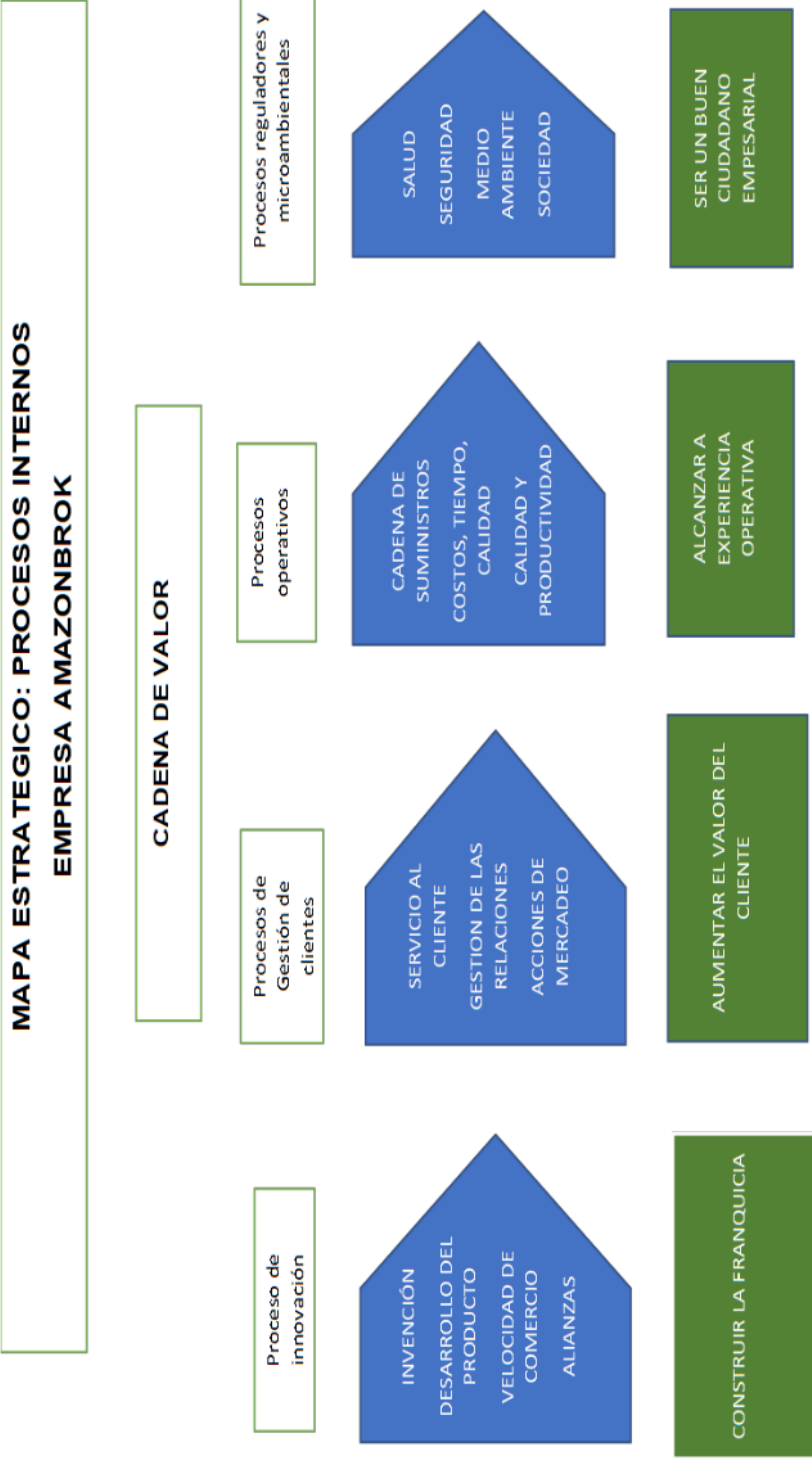 MAPA ESTRATEGICO: PROCESOS INTERNOS
EMPRESA AMAZONBROK
CADENA DE VALOR
Proceso de
innovación
Procesos de
Gestión de
clientes
Procesos
operativos
Procesos reguladores y
microambientales
INVENCIÓN
DESARROLLO DEL
PRODUCTO
VELOCIDAD DE
COMERCIO
ALIANZAS
SERVICIO AL
CLIENTE
GESTION DE LAS
RELACIONES
ACCIONES DE
MERCADEO
CADENA DE
SUMINISTROS
COSTOS, TIEMPO,
CALIDAD
CALIDAD Y
PRODUCTIVIDAD
SALUD
SEGURIDAD
MEDIO
AMBIENTE
SOCIEDAD
CONSTRUIR LA FRANQUICIA
AUMENTAR EL VALOR DEL
CLIENTE
ALCANZAR A
EXPERIENCIA
OPERATIVA
SER UN BUEN
CIUDADANO
EMPESARIAL